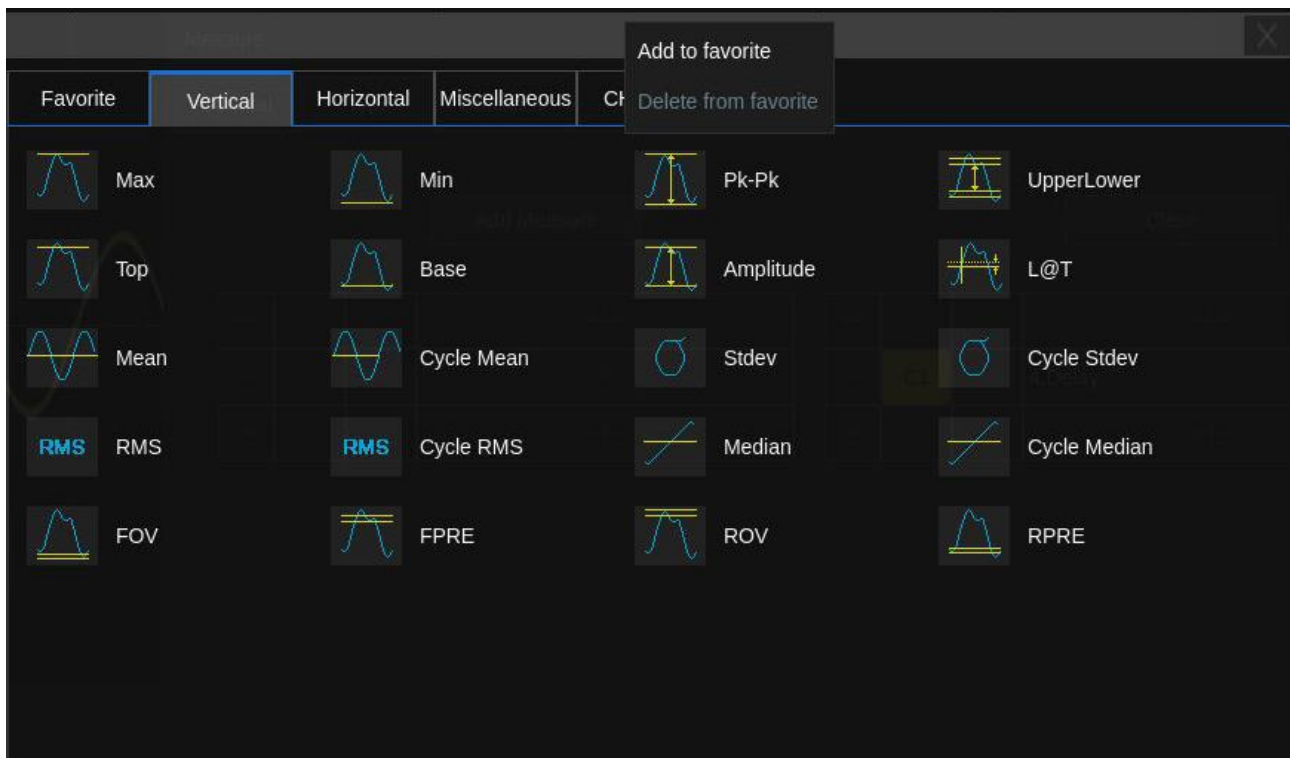 Add to favorite
Delete from favorite
Favorite Vertical Horizontal Miscellaneous
Max Min Pk-Pk UpperLower
Top Base Amplitude L@T
Mean Cycle Mean Stdev Cycle Stdev
RMS RMS RMS Cycle RMS Median Cycle Median
FOV FPRE ROV RPRE